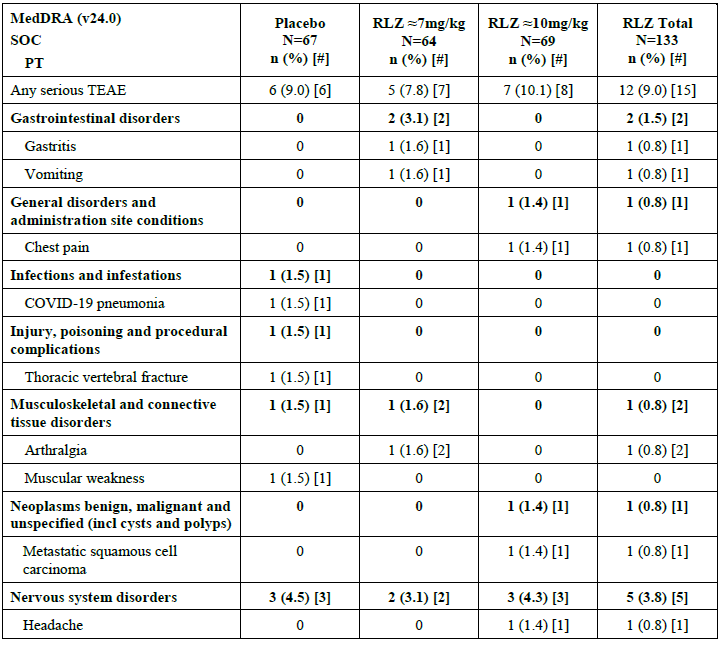 MedDRA (v24.0) Placebo RLZ ≈7mg/kg RLZ ≈10mg/kg RLZ Total
SOC N=67 N=64 N=69 N=133
PT n (%) [#] n (%) [#] n (%) [#] n (%) [#]
Any serious TEAE 6 (9.0) [6] 5 (7.8) [7] 7 (10.1) [8] 12 (9.0) [15]
Gastrointestinal disorders 0 2 (3.1) [2] 0 2 (1.5) [2]
Gastritis 0 1 (1.6) [1] 0 1 (0.8) [1]
Vomiting 0 1 (1.6) [1] 0 1 (0.8) [1]
General disorders and
administration site conditions 0 0 1 (1.4) [1] 1 (0.8) [1]
Chest pain 0 0 1 (1.4) [1] 1 (0.8) [1]
Infections and infestations 1 (1.5) [1] 0 0 0
COVID-19 pneumonia 1 (1.5) [1] 0 0 0
Injury, poisoning and procedural
complications 1 (1.5) [1] 0 0 0
Thoracic vertebral fracture 1 (1.5) [1] 0 0 0
Musculoskeletal and connective
tissue disorders 1 (1.5) [1] 1 (1.6) [2] 0 1 (0.8) [2]
Arthralgia 0 1 (1.6) [2] 0 1 (0.8) [2]
Muscular weakness 1 (1.5) [1] 0 0 0
Neoplasms benign, malignant and
unspecified (incl cysts and polyps) 0 0 1 (1.4) [1] 1 (0.8) [1]
Metastatic squamous cell
carcinoma 0 0 1 (1.4) [1] 1 (0.8) [1]
Nervous system disorders 3 (4.5) [3] 2 (3.1) [2] 3 (4.3) [3] 5 (3.8) [5]
Headache 0 0 1 (1.4) [1] 1 (0.8) [1]